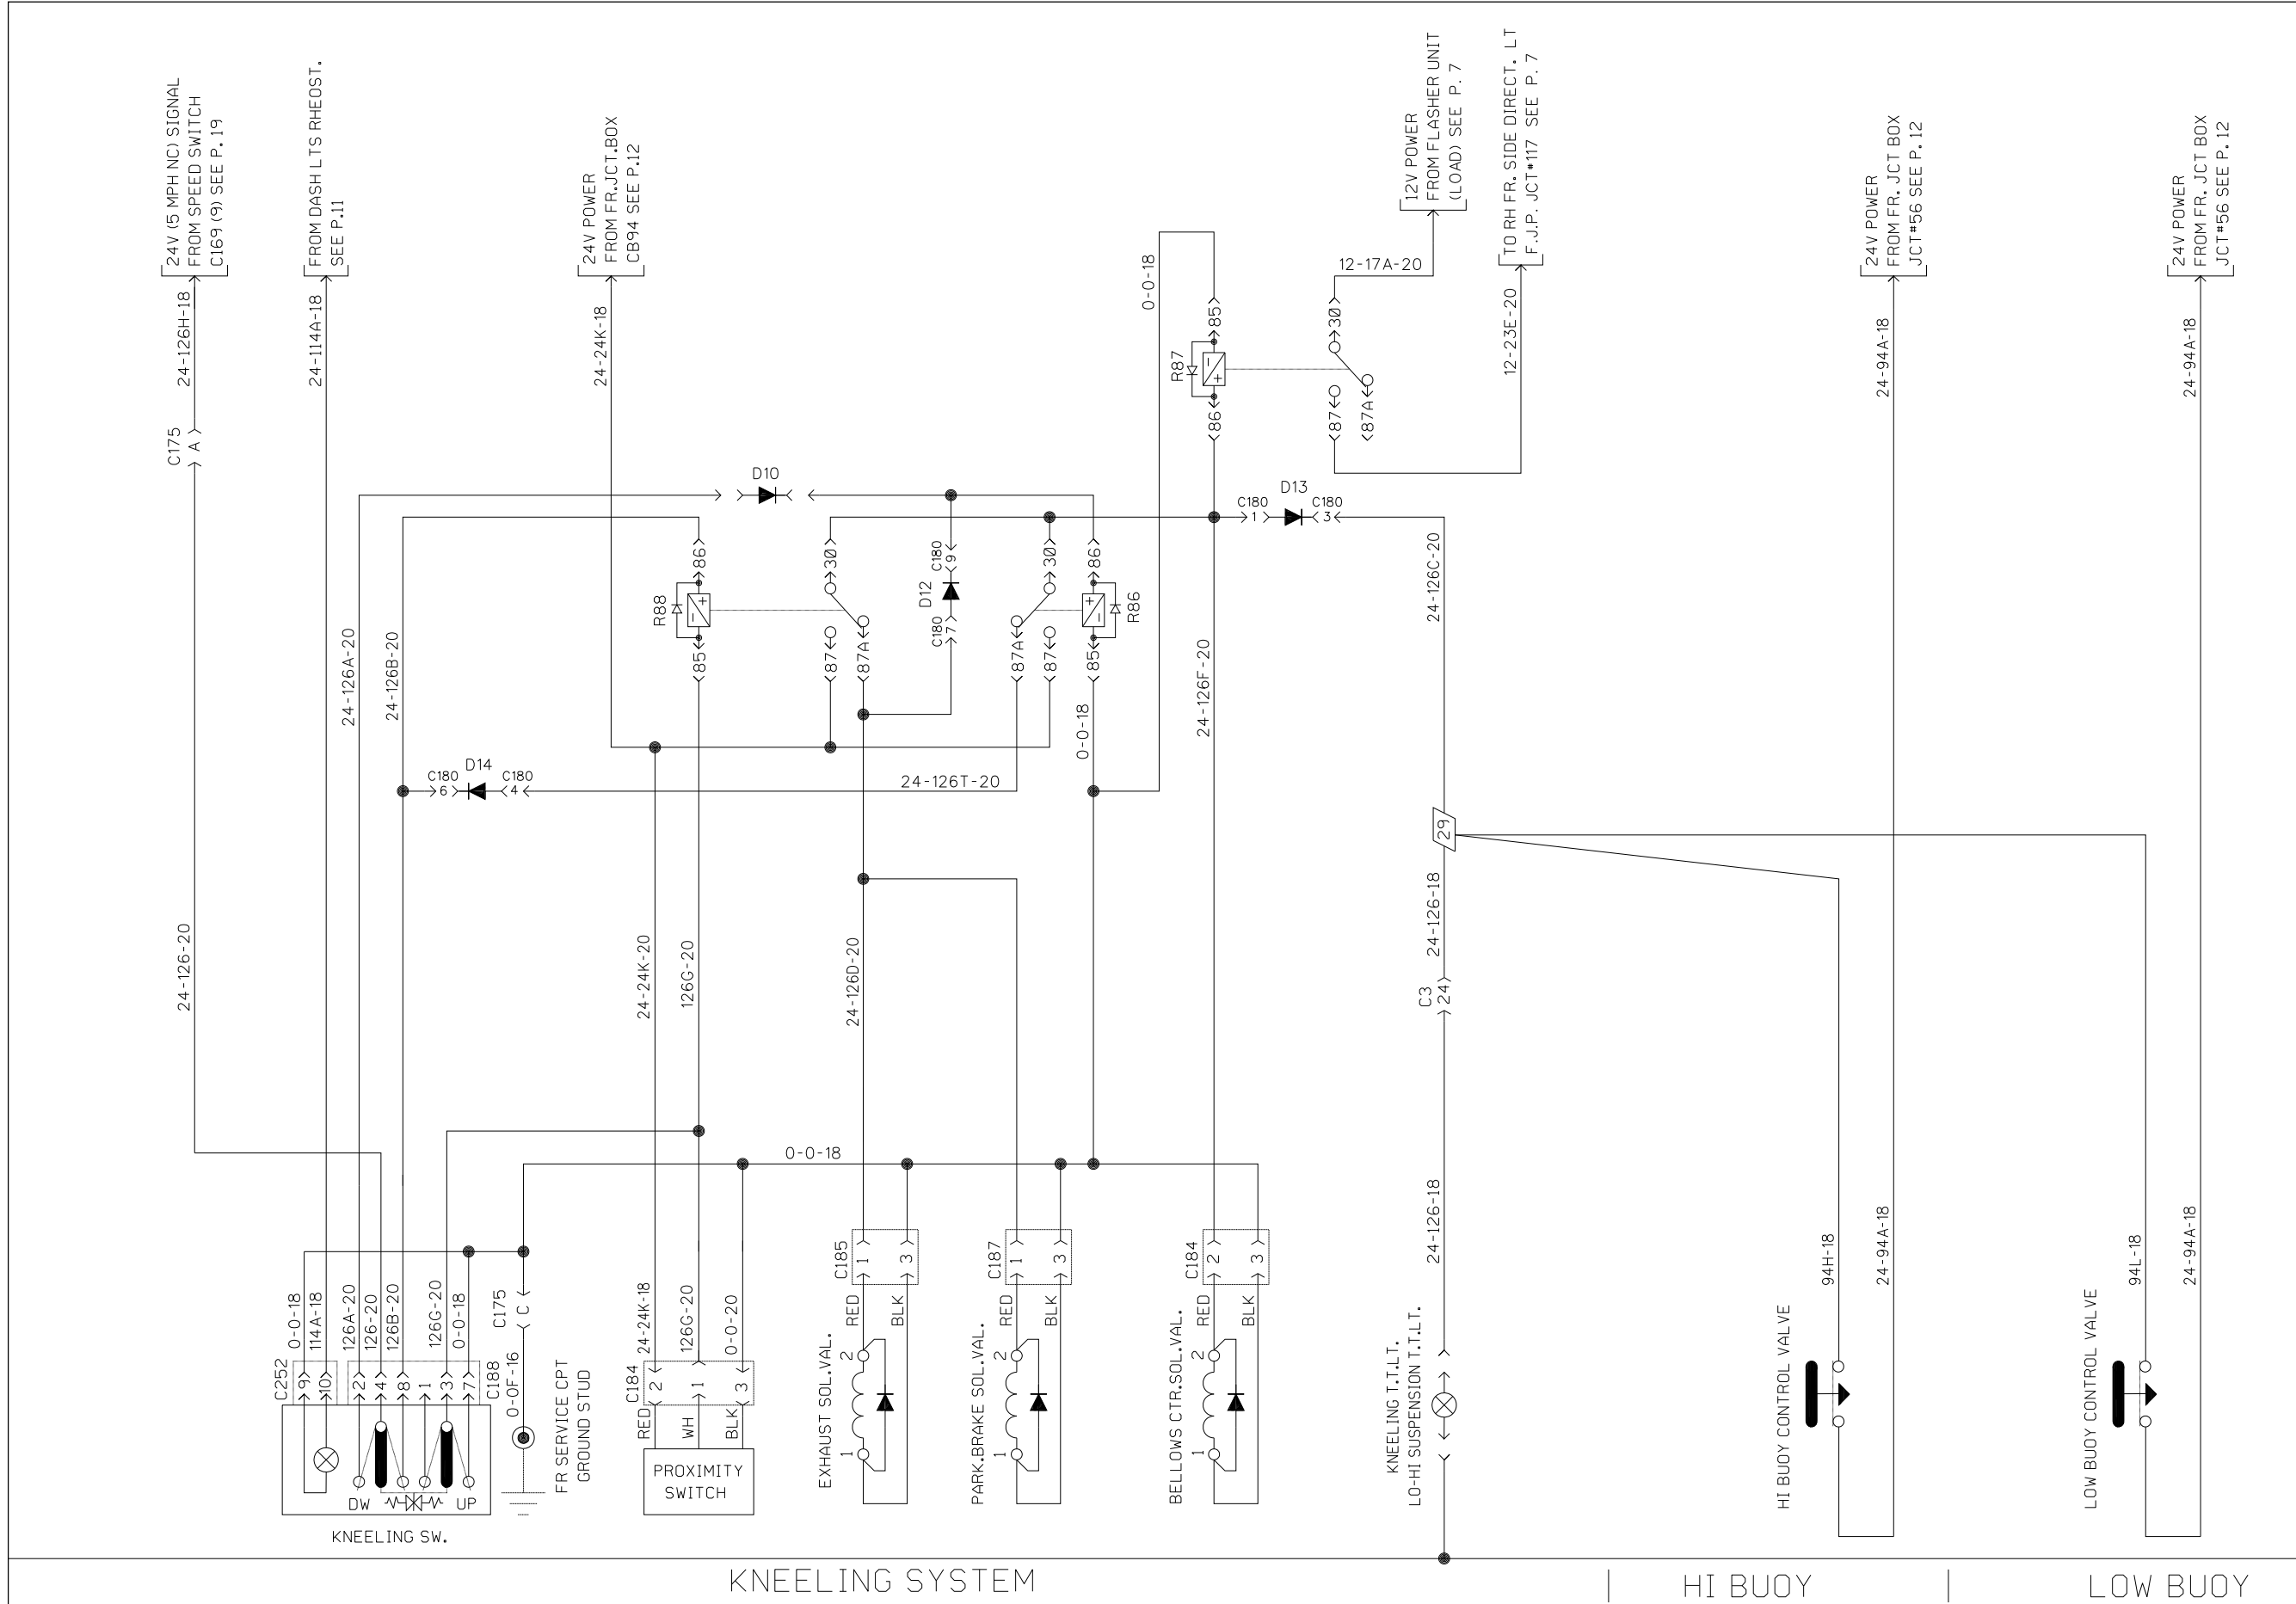 24V (5 MPH NC) SIGNAL
FROM SPEED SWITCH
C169 (9) SEE P. 19
FROM DASH LTS RHEOST.
SEE P.11
24V POWER
FROM FR.JCT.BOX
CB94 SEE P.12
12V POWER
FROM FLASHER UNIT
(LOAD) SEE P. 7
TO RH FR. SIDE DIRECT. LT
F.J.P. JCT#117 SEE P. 7
24V POWER
FROM FR. JCT BOX
JCT#56 SEE P. 12
24V POWER
FROM FR. JCT BOX
JCT#56 SEE P. 12
24-126H-18
24-114A-18
24-24K-18
0-0-18
12-17A-20
12-23E-20
24-94A-18
24-94A-18
C175
A
R87
85
86
30
87
87A
D10
C180
1
D13
C180
3
24-126A-20
24-126B-20
R88
86
85
30
87
87A
C180
9
D12
C180
7
30
87A
87
86
85
R86
0-0-18
24-126F-20
24-126C-20
C180
6
D14
C180
4
24-126T-20
29
24-126-20
24-24K-20
126G-20
24-126D-20
24-126-18
C3
24
0-0-18
24-126-18
C252
9
10
0-0-18
114A-18
126A-20
126-20
126B-20
126G-20
0-0-18
2
4
8
1
3
7
C188
C175
C
0-0F-16
FR SERVICE CPT
GROUND STUD
DW
UP
KNEELING SW.
24-24K-18
126G-20
0-0-20
C184
2
1
3
RED
WH
BLK
PROXIMITY
SWITCH
C185
1
3
RED
BLK
EXHAUST SOL.VAL.
2
1
C187
1
3
RED
BLK
PARK.BRAKE SOL.VAL.
2
1
C184
2
3
RED
BLK
BELLOWS CTR.SOL.VAL.
2
1
KNEELING T.T.LT.
LO-HI SUSPENSION T.T.LT.
94H-18
24-94A-18
HI BUOY CONTROL VALVE
94L-18
24-94A-18
LOW BUOY CONTROL VALVE
KNEELING SYSTEM
HI BUOY
LOW BUOY